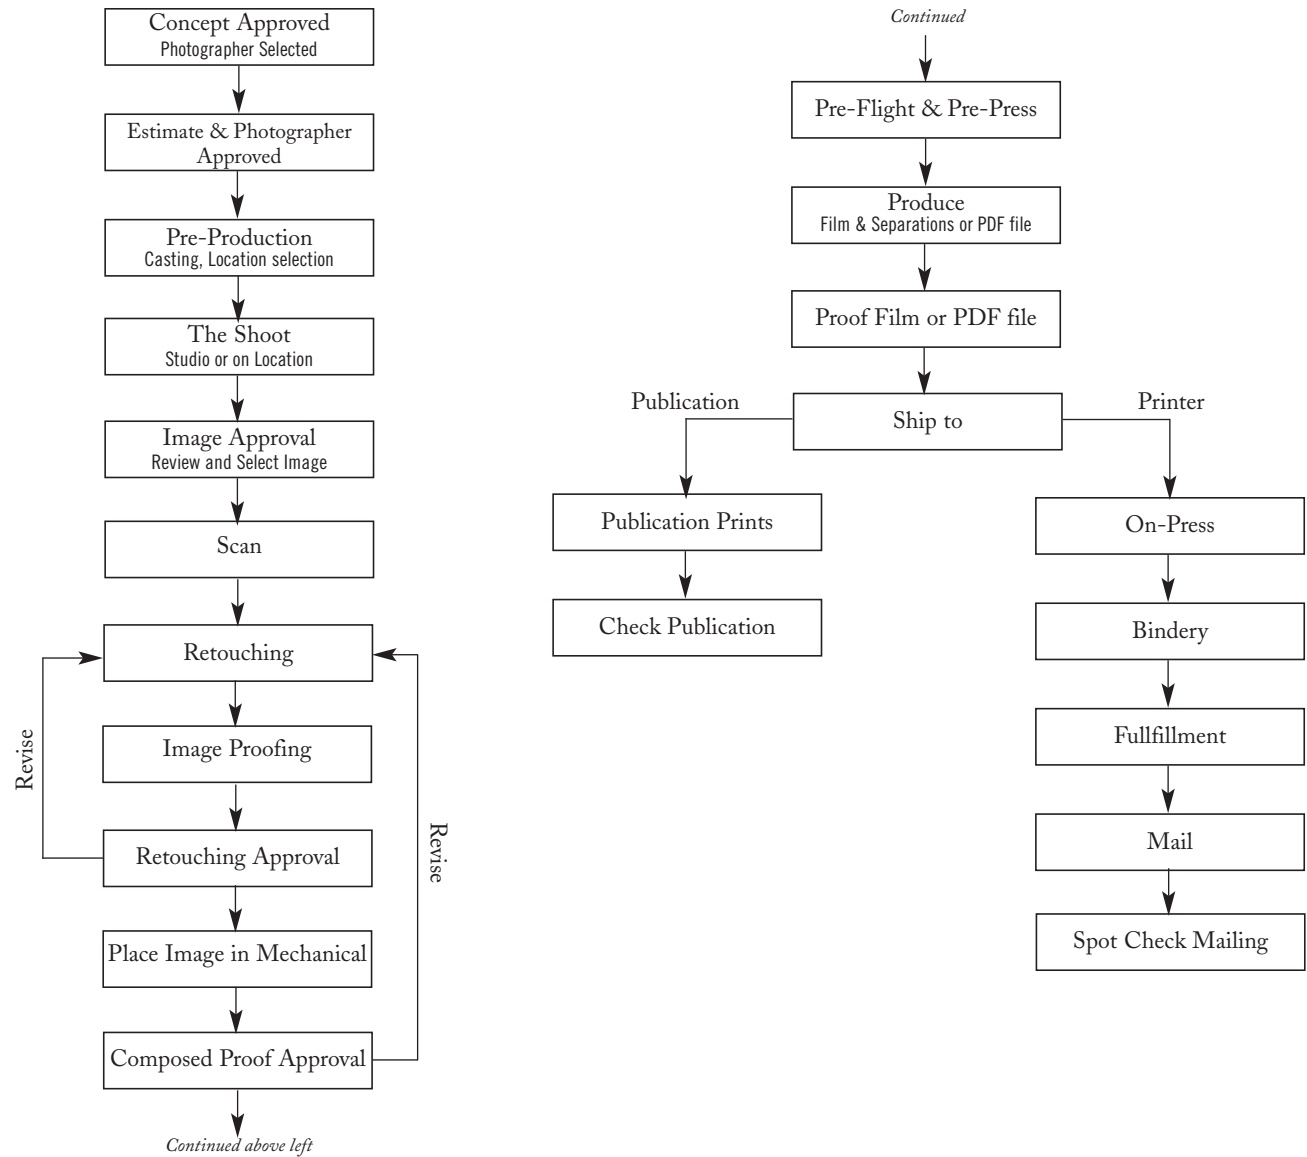 Concept Approved
Photographer Selected
Estimate & Photographer
Approved
Pre-Production
Casting, Location selection
The Shoot
Studio or on Location
Image Approval
Review and Select Image
Scan
Retouching
Revise
Image Proofing
Retouching Approval
Revise
Place Image in Mechanical
Composed Proof Approval
Continued above left
Continued
Pre-Flight & Pre-Press
Produce
Film & Separations or PDF file
Proof Film or PDF file
Ship to
Publication
Publication Prints
Check Publication
Printer
On-Press
Bindery
Fullfillment
Mail
Spot Check Mailing